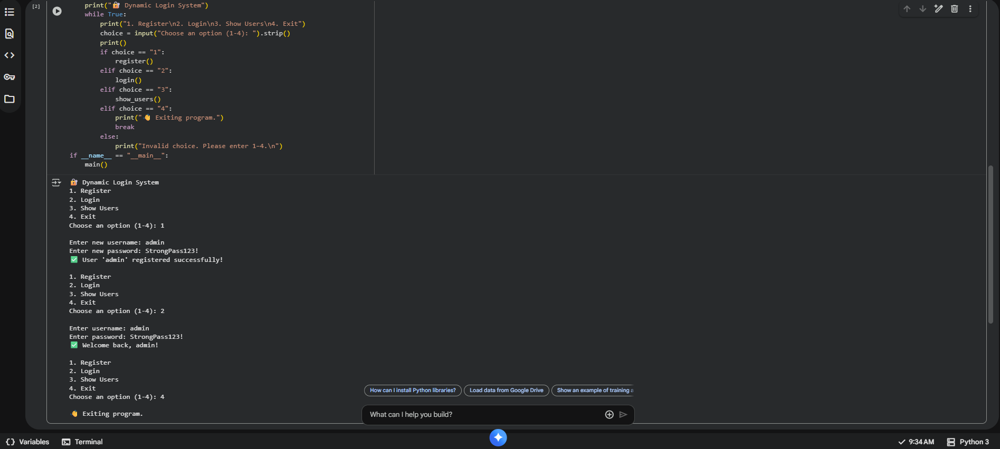 [2]
print("🔐 Dynamic Login System")
while True:
print("1. Register\n2. Login\n3. Show Users\n4. Exit")
choice = input("Choose an option (1-4): ").strip()
print()
if choice == "1":
register()
elif choice == "2":
login()
elif choice == "3":
show_users()
elif choice == "4":
print("👋 Exiting program.")
break
else:
print("Invalid choice. Please enter 1–4.\n")
if __name__ == "__main__":
main()
🔐 Dynamic Login System
1. Register
2. Login
3. Show Users
4. Exit
Choose an option (1-4): 1
Enter new username: admin
Enter new password: StrongPass123!
✅ User 'admin' registered successfully!
1. Register
2. Login
3. Show Users
4. Exit
Choose an option (1-4): 2
Enter username: admin
Enter password: StrongPass123!
✅ Welcome back, admin!
1. Register
2. Login
3. Show Users
4. Exit
Choose an option (1-4): 4
👋 Exiting program.
How can I install Python libraries? Load data from Google Drive Show an example of training
What can I help you build?
Variables Terminal 9:34 AM Python 3